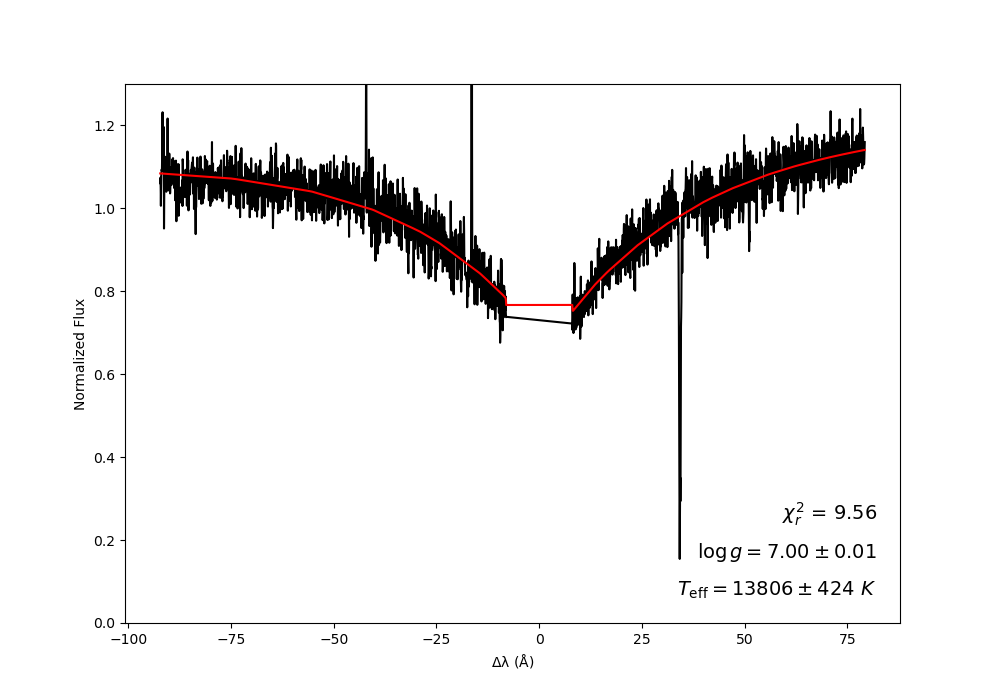 1.2
1.0
0.8
0.6
0.4
0.2
0.0
Normalized Flux
−100 −75 −50 −25 0 25 50 75
Δλ (Å)
χ²ᵣ = 9.56
log g = 7.00 ± 0.01
T_eff = 13806 ± 424 K